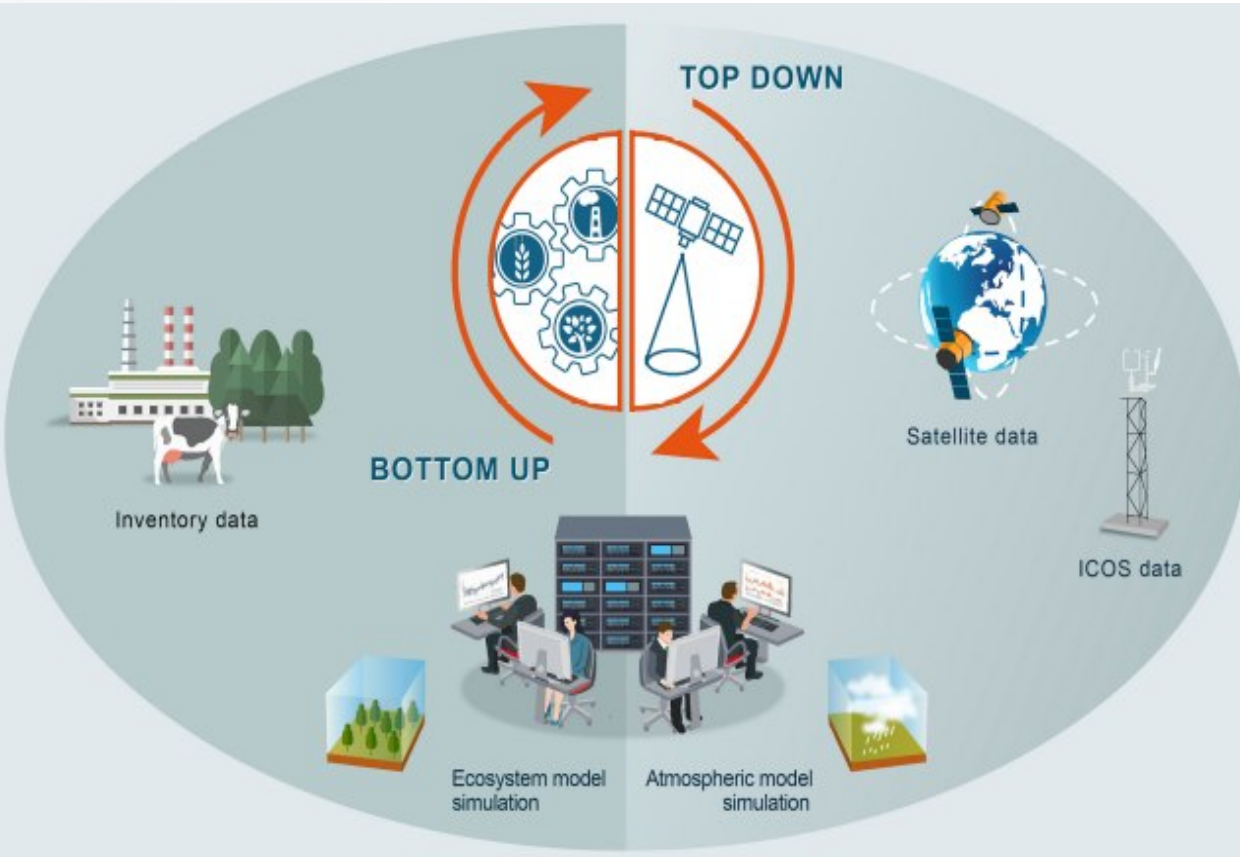 TOP DOWN
BOTTOM UP
Satellite data
Inventory data
ICOS data
Ecosystem model
simulation
Atmospheric model
simulation